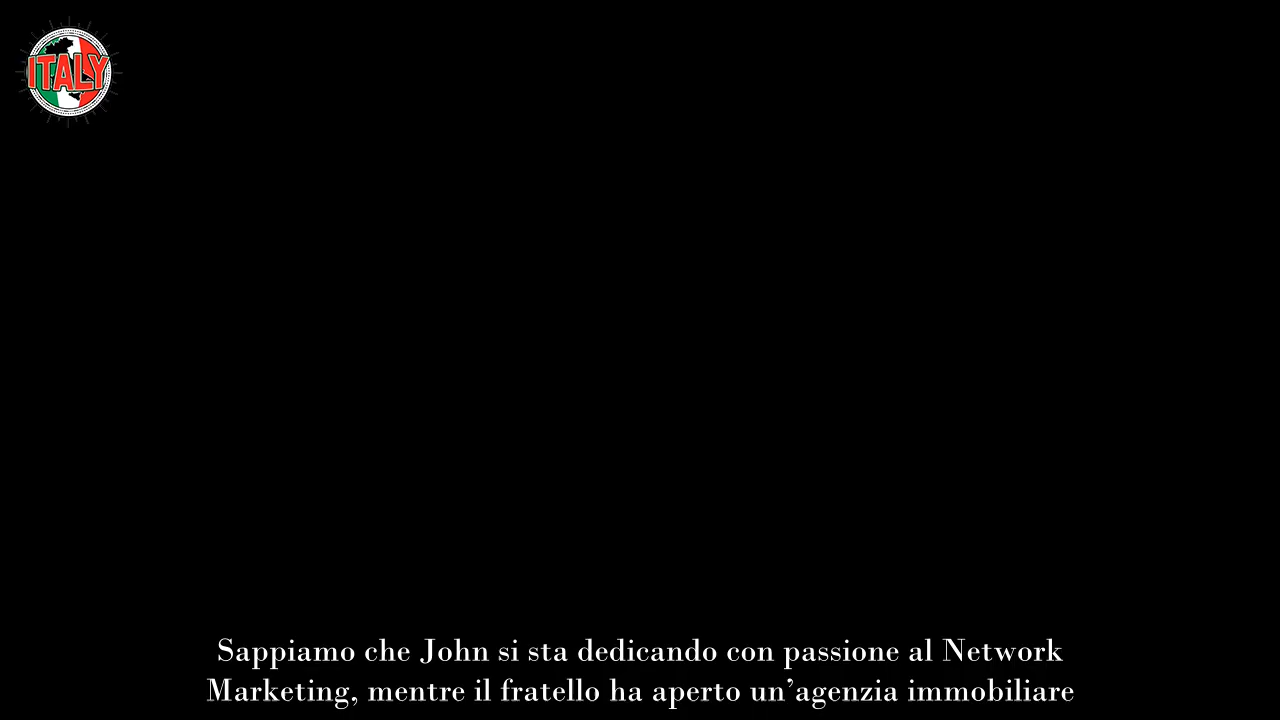 ITALY
Sappiamo che John si sta dedicando con passione al Network
Marketing, mentre il fratello ha aperto un’agenzia immobiliare